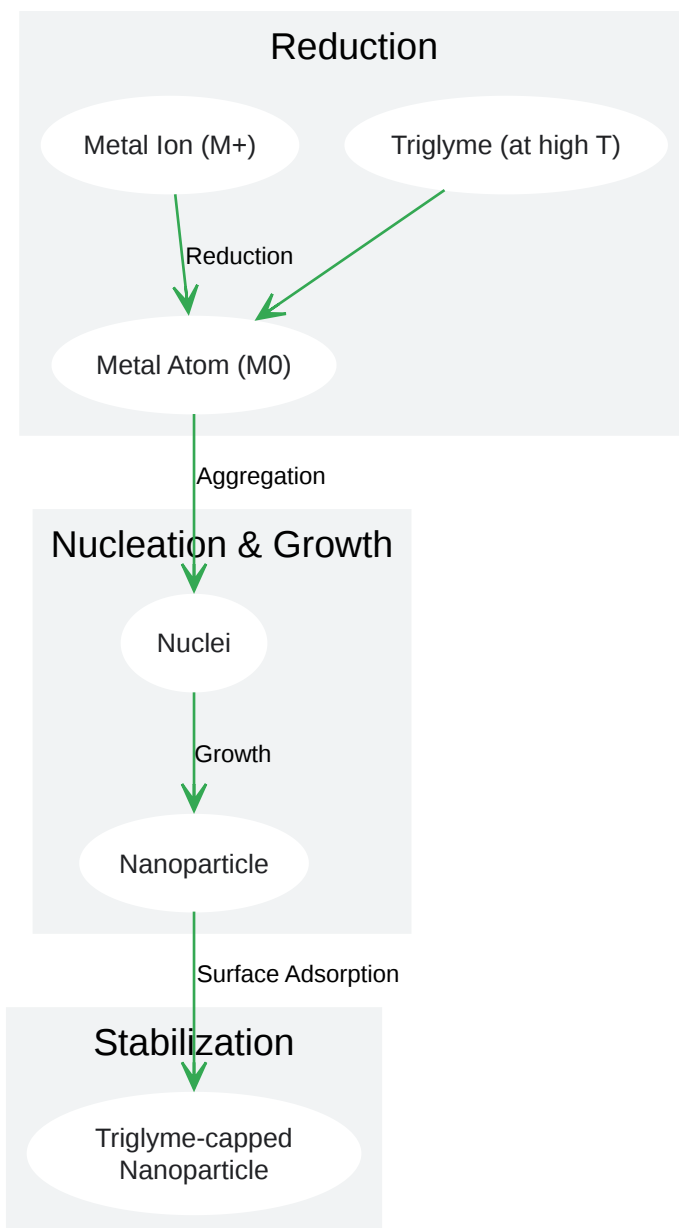 Reduction
Metal Ion (M+)
Triglyme (at high T)
Reduction
Metal Atom (M0)
Aggregation
Nucleation & Growth
Nuclei
Growth
Nanoparticle
Surface Adsorption
Stabilization
Triglyme-capped
Nanoparticle